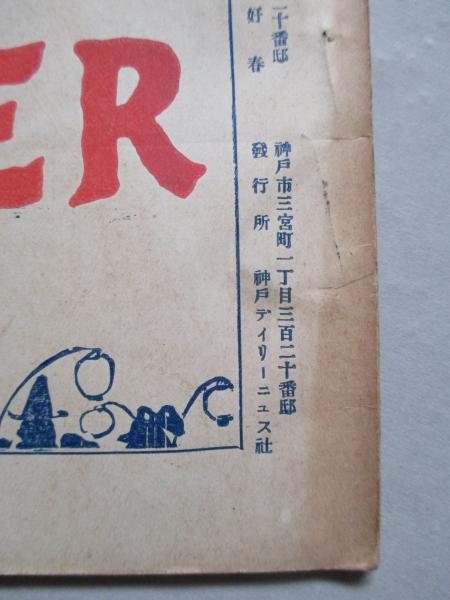 ER
神戸市三宮町一丁目三百二十番邸
發行所 神戸デイリーニュス社
二十番邸
好春